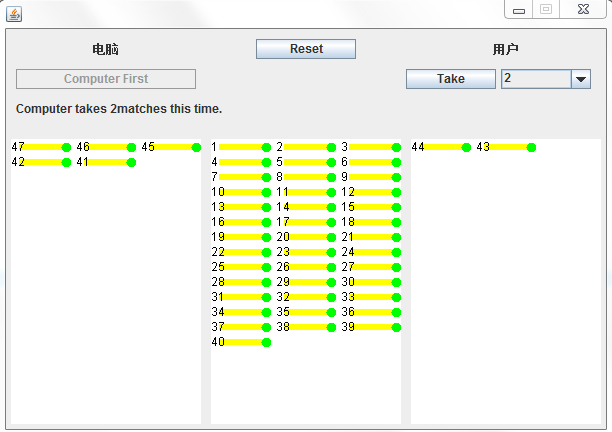 电脑 Reset 用户
Computer First Take 2
Computer takes 2matches this time.
47 46 45 1 2 3 44 43
42 41 4 5 6
7 8 9
10 11 12
13 14 15
16 17 18
19 20 21
22 23 24
25 26 27
28 29 30
31 32 33
34 35 36
37 38 39
40